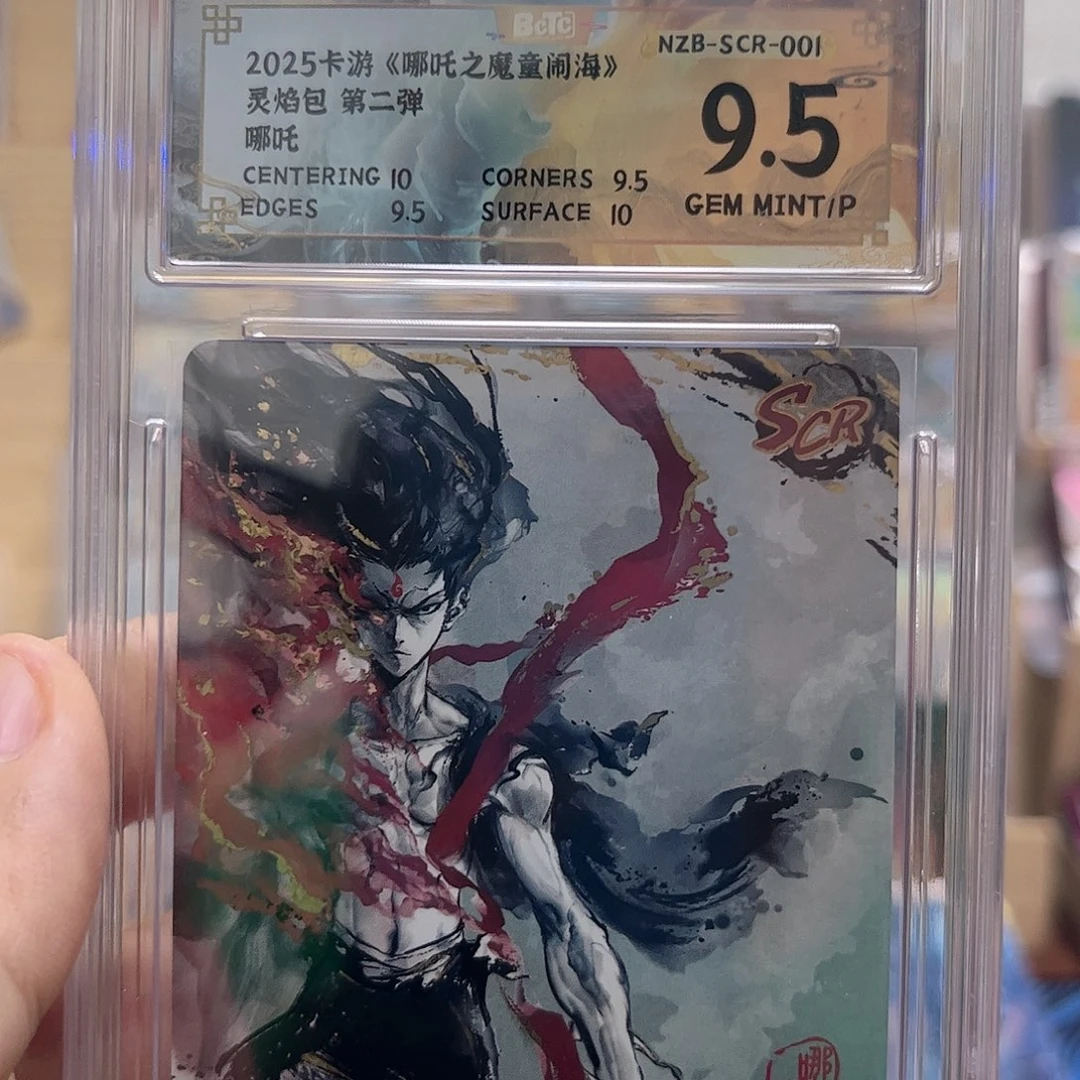 BCTC
NZB-SCR-001
2025卡游《哪吒之魔童闹海》
灵焰包 第二弹
哪吒
9.5
CENTERING 10 CORNERS 9.5
EDGES 9.5 SURFACE 10
GEM MINT/P
SCR
哪